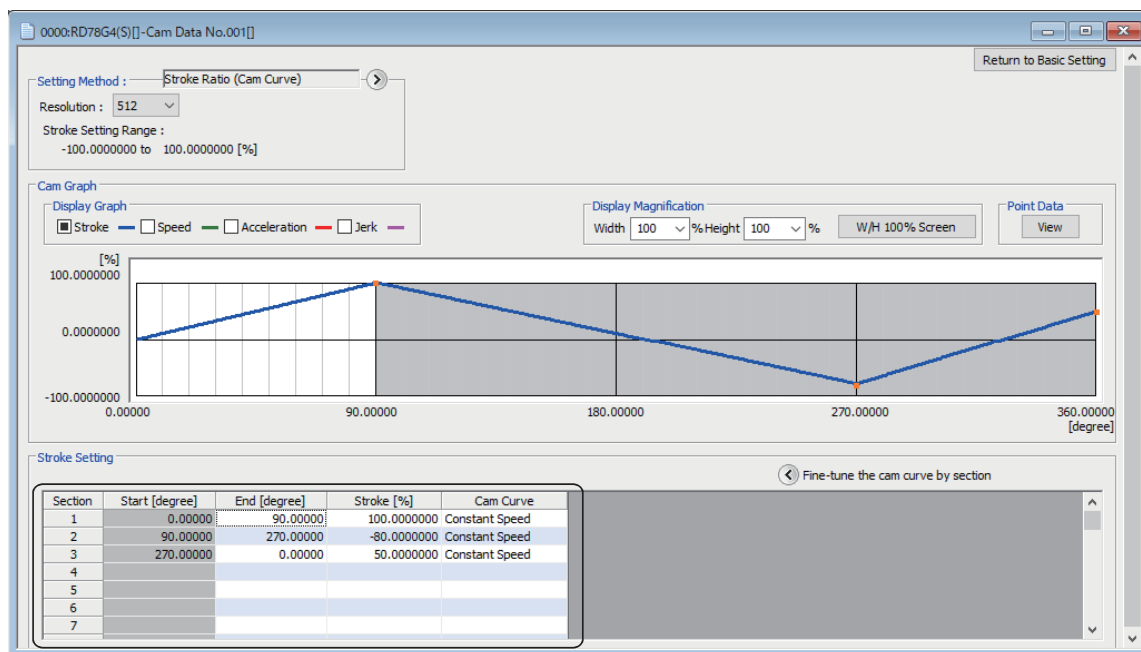 0000:RD78G4(S)[]-Cam Data No.001[]
Return to Basic Setting
Setting Method : Stroke Ratio (Cam Curve)
Resolution : 512
Stroke Setting Range :
-100.0000000 to 100.0000000 [%]
Cam Graph
Display Graph
Stroke Speed Acceleration Jerk
Display Magnification
Width 100 % Height 100 % W/H 100% Screen
Point Data
View
[%]
100.0000000
0.0000000
-100.0000000
0.00000 90.00000 180.00000 270.00000 360.00000
[degree]
Stroke Setting
Fine-tune the cam curve by section
Section Start [degree] End [degree] Stroke [%] Cam Curve
1 0.00000 90.00000 100.0000000 Constant Speed
2 90.00000 270.00000 -80.0000000 Constant Speed
3 270.00000 0.00000 50.0000000 Constant Speed
4
5
6
7